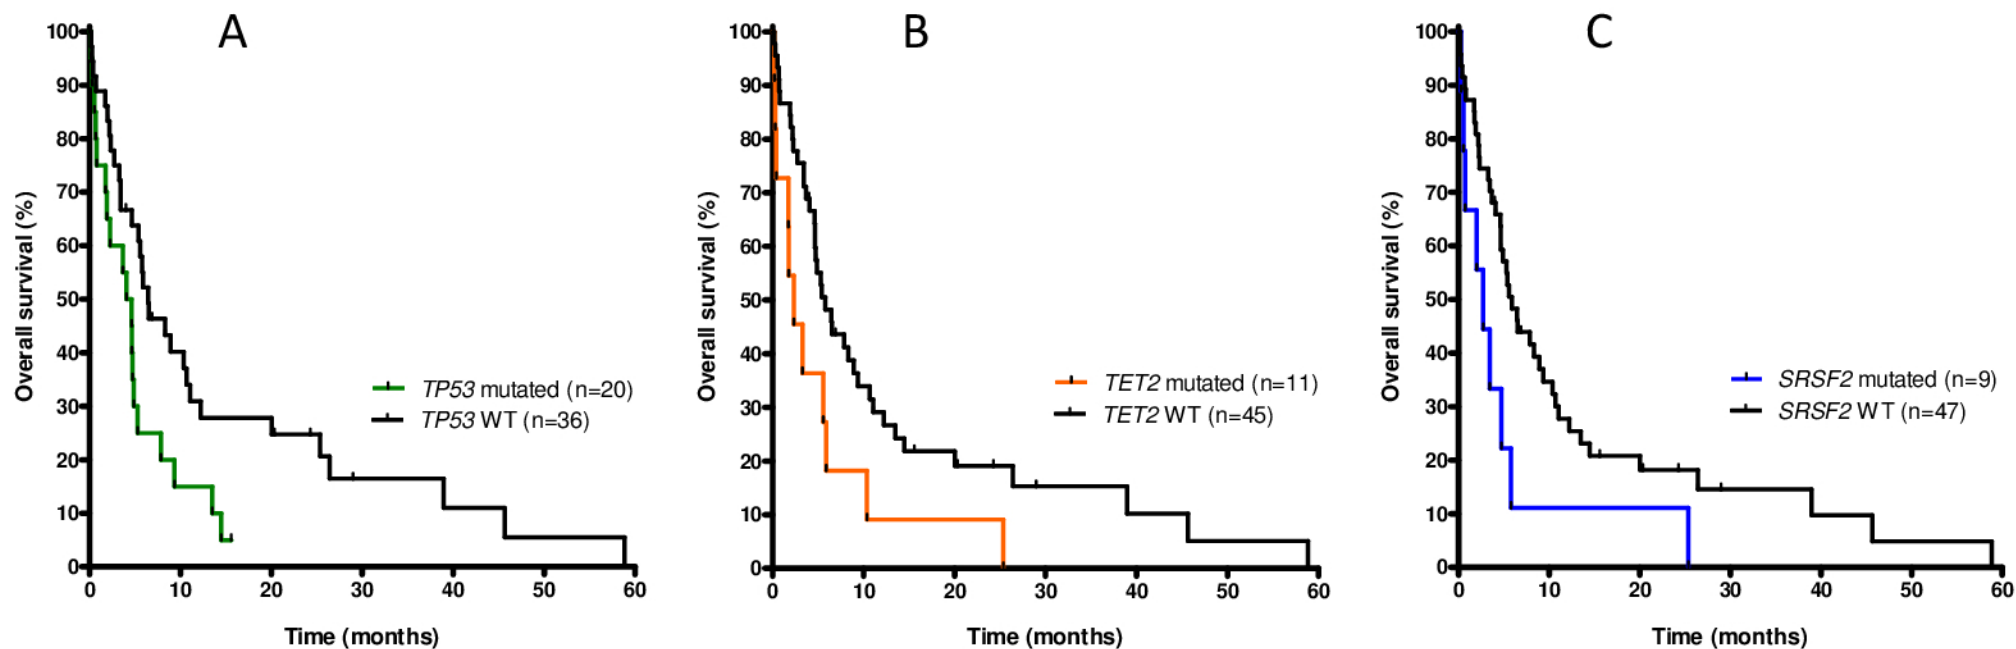 A
Overall survival (%)
100
90
80
70
60
50
40
30
20
10
0
0 10 20 30 40 50 60
Time (months)
TP53 mutated (n=20)
TP53 WT (n=36)
B
Overall survival (%)
100
90
80
70
60
50
40
30
20
10
0
0 10 20 30 40 50 60
Time (months)
TET2 mutated (n=11)
TET2 WT (n=45)
C
Overall survival (%)
100
90
80
70
60
50
40
30
20
10
0
0 10 20 30 40 50 60
Time (months)
SRSF2 mutated (n=9)
SRSF2 WT (n=47)